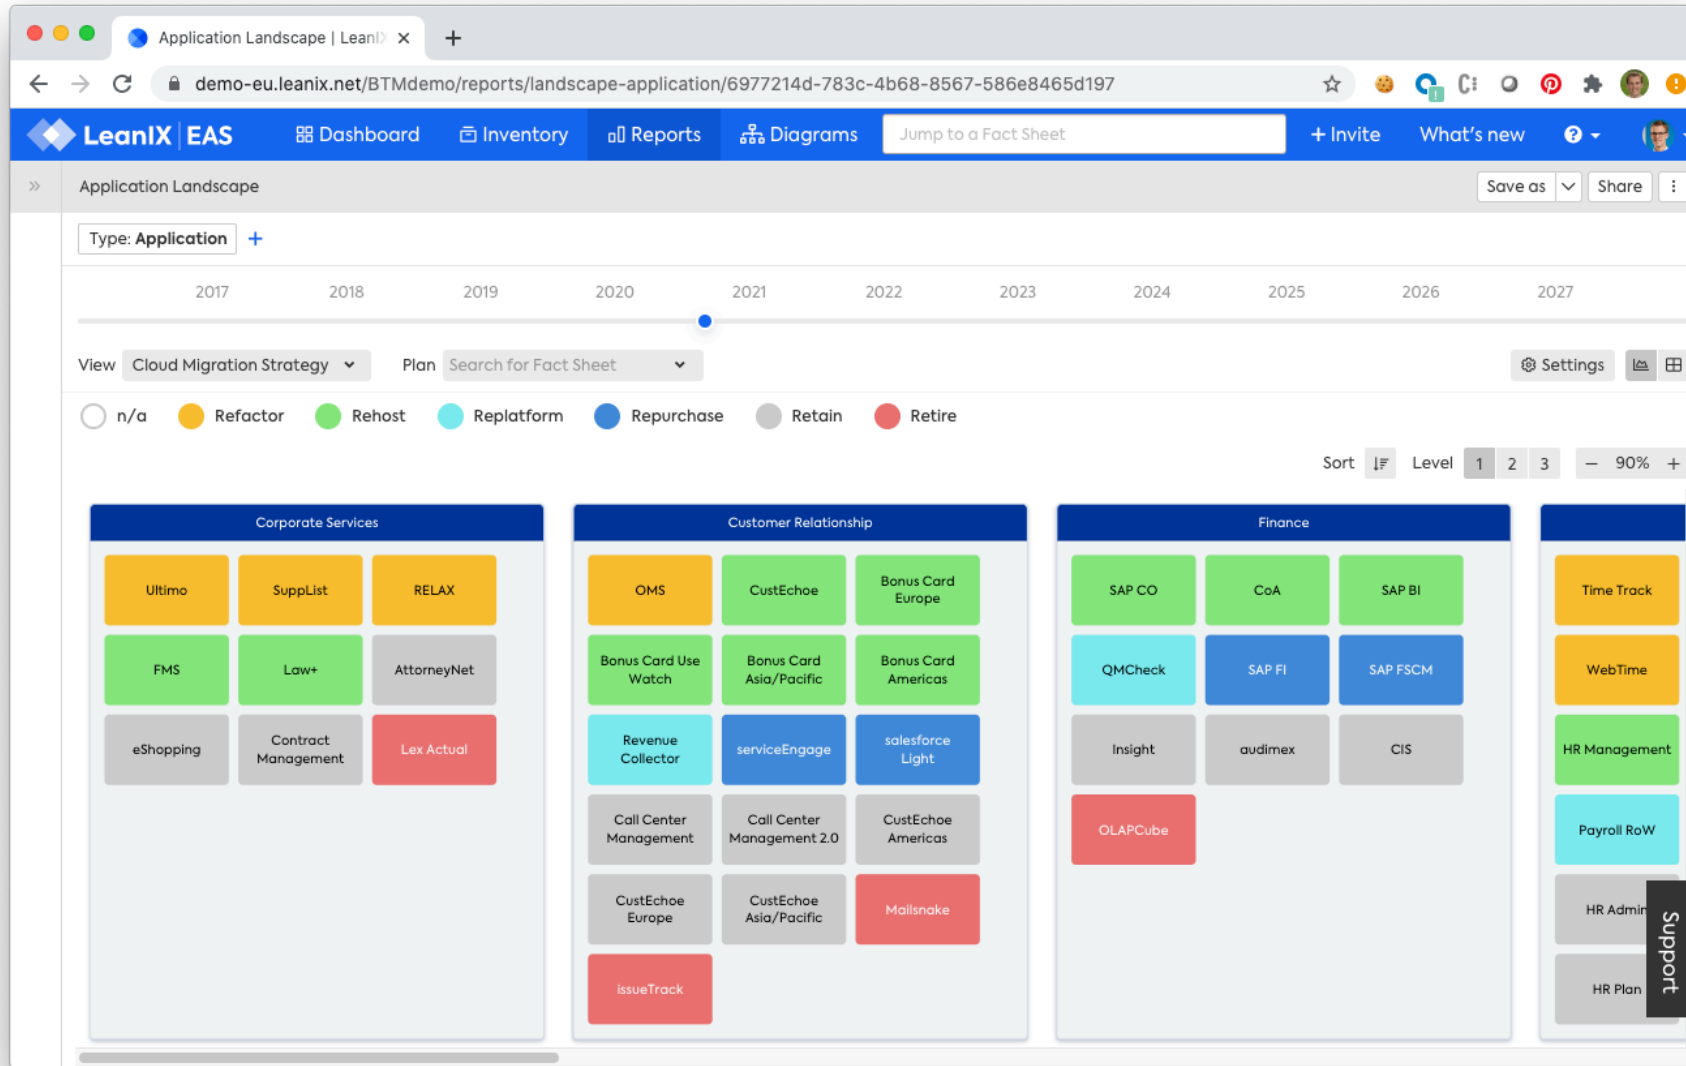 Application Landscape | LeanIX
demo-eu.leanix.net/BTMdemo/reports/landscape-application/6977214d-783c-4b68-8567-586e8465d197
LeanIX | EAS Dashboard Inventory Reports Diagrams Jump to a Fact Sheet + Invite What's new
Application Landscape Save as Share
Type: Application +
2017 2018 2019 2020 2021 2022 2023 2024 2025 2026 2027
View Cloud Migration Strategy Plan Search for Fact Sheet Settings
n/a Refactor Rehost Replatform Repurchase Retain Retire
Sort Level 1 2 3 − 90% +
Corporate Services
Ultimo
SuppList
RELAX
FMS
Law+
AttorneyNet
eShopping
Contract
Management
Lex Actual
Customer Relationship
OMS
CustEchoe
Bonus Card
Europe
Bonus Card Use
Watch
Bonus Card
Asia/Pacific
Bonus Card
Americas
Revenue
Collector
serviceEngage
salesforce
Light
Call Center
Management
Call Center
Management 2.0
CustEchoe
Americas
CustEchoe
Europe
CustEchoe
Asia/Pacific
Mailsnake
issueTrack
Finance
SAP CO
CoA
SAP BI
QMCheck
SAP FI
SAP FSCM
Insight
audimex
CIS
OLAPCube
Time Track
WebTime
HR Management
Payroll RoW
HR Admin
HR Plan
Support